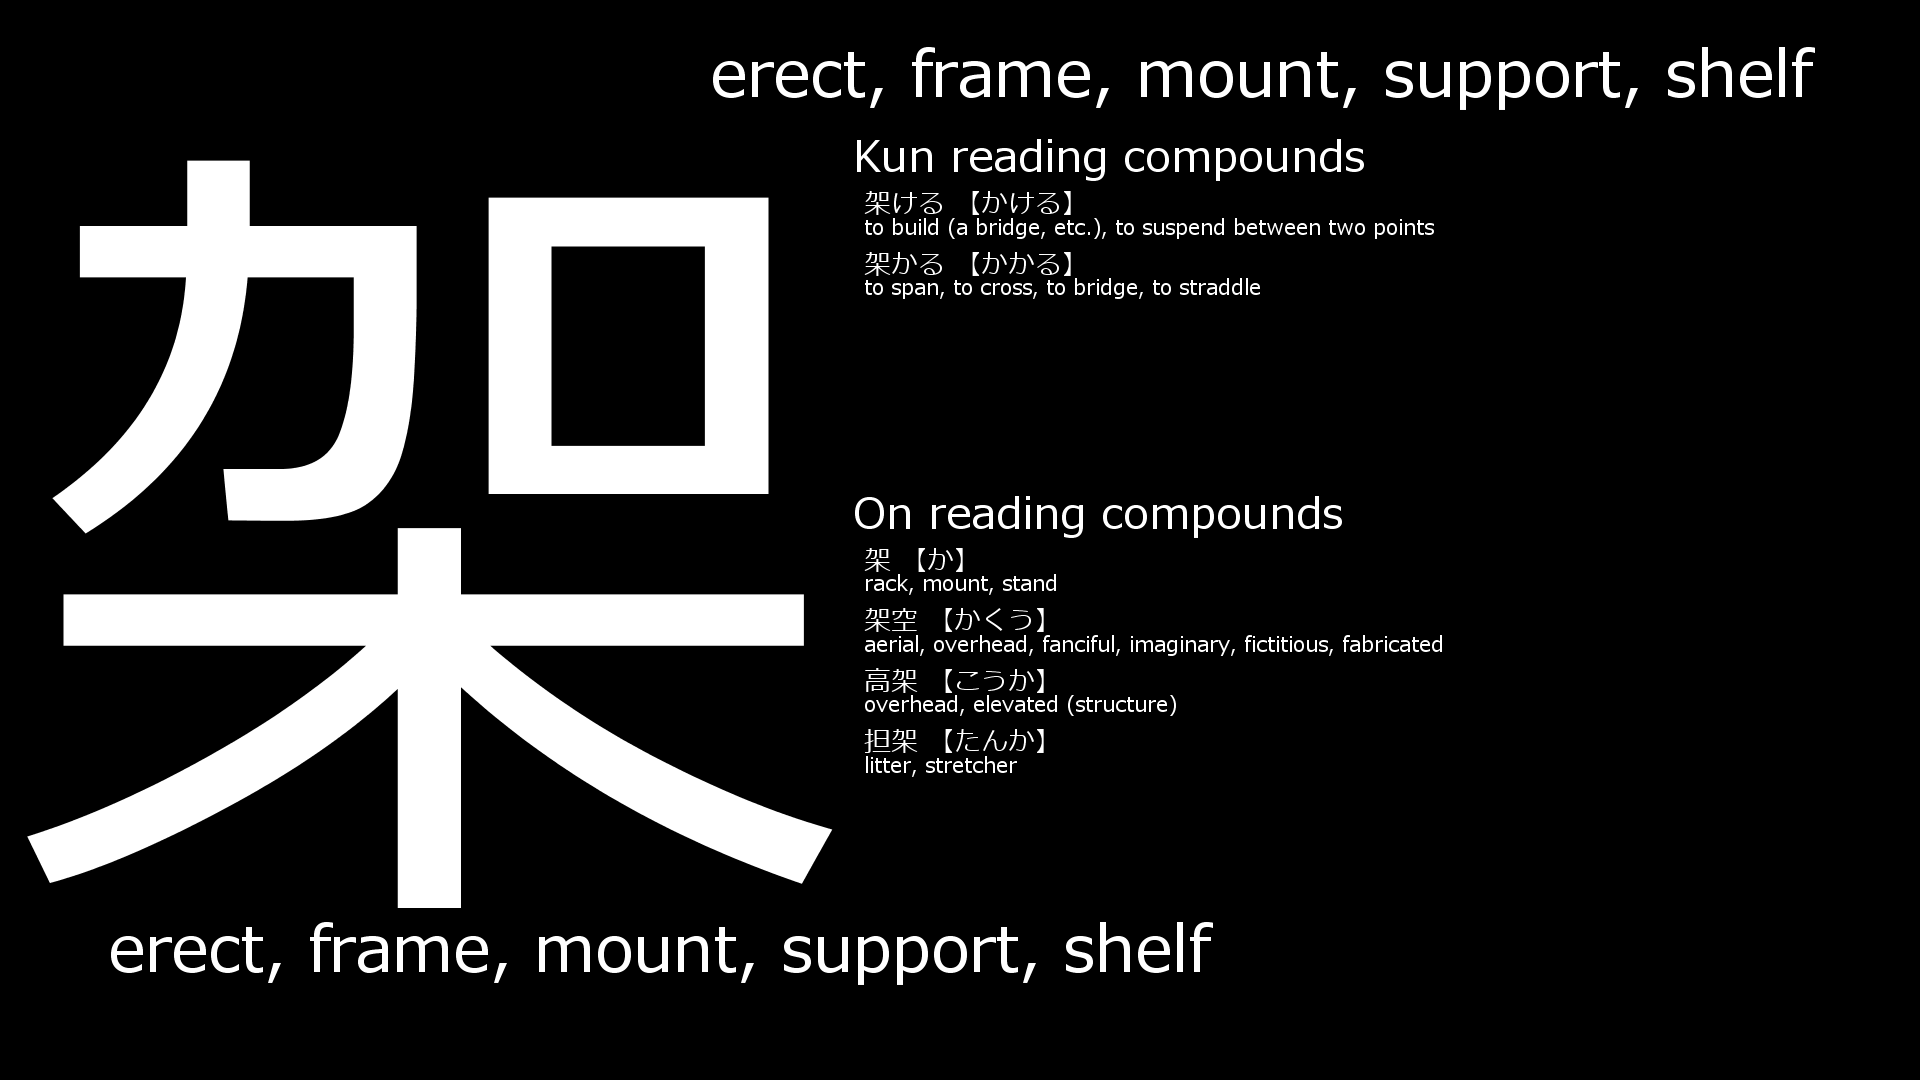 erect, frame, mount, support, shelf
架
Kun reading compounds
架ける 【かける】
to build (a bridge, etc.), to suspend between two points
架かる 【かかる】
to span, to cross, to bridge, to straddle
On reading compounds
架 【か】
rack, mount, stand
架空 【かくう】
aerial, overhead, fanciful, imaginary, fictitious, fabricated
高架 【こうか】
overhead, elevated (structure)
担架 【たんか】
litter, stretcher
erect, frame, mount, support, shelf